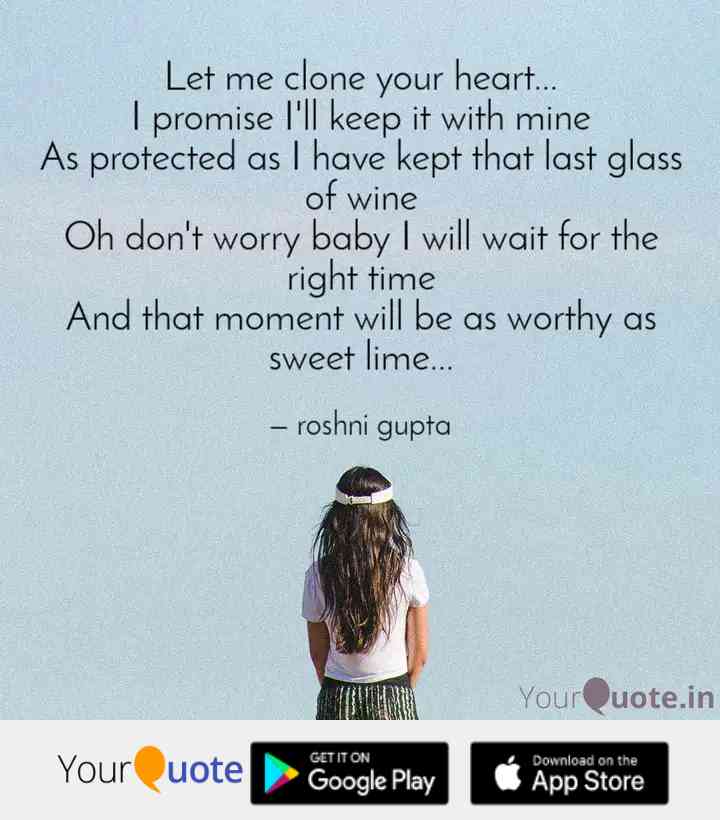 Let me clone your heart...
I promise I'll keep it with mine
As protected as I have kept that last glass
of wine
Oh don't worry baby I will wait for the
right time
And that moment will be as worthy as
sweet lime...
– roshni gupta
YourQuote.in
YourQuote
GET IT ON
Google Play
Download on the
App Store